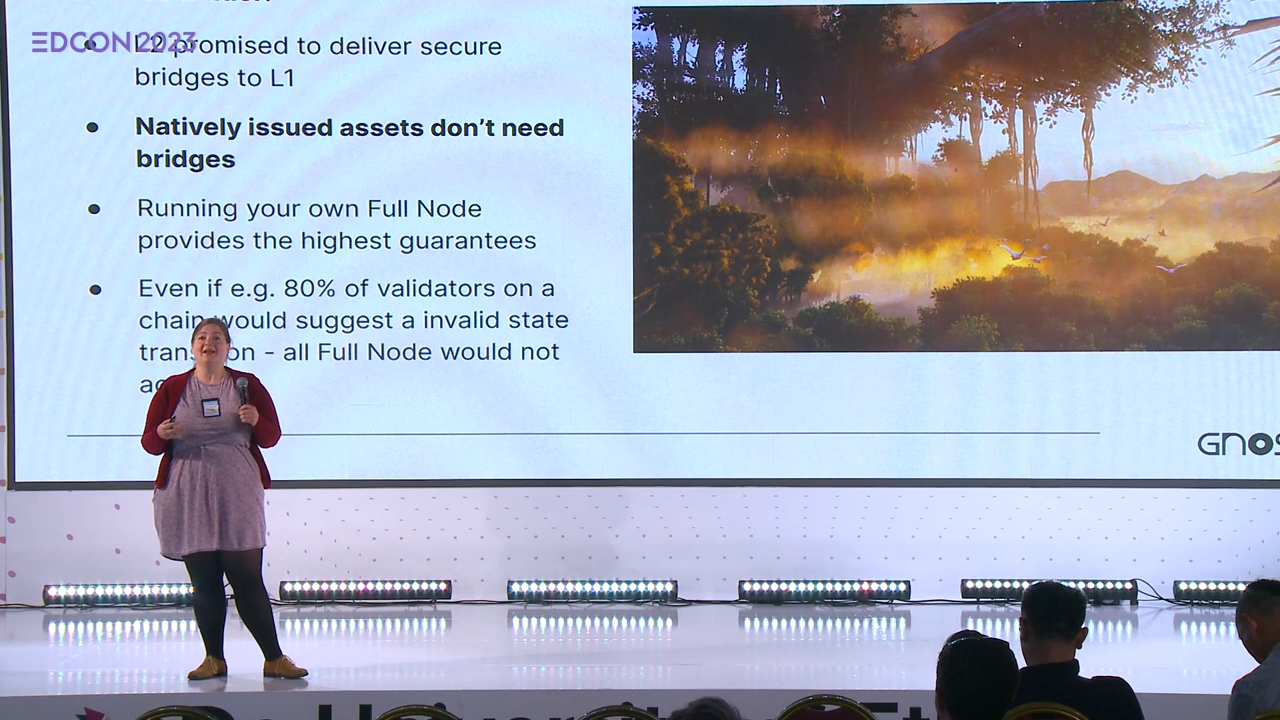 EDCON 2023
L2 promised to deliver secure
bridges to L1
Natively issued assets don't need
bridges
Running your own Full Node
provides the highest guarantees
Even if e.g. 80% of validators on a
chain would suggest a invalid state
- all Full Node would not
GNOS